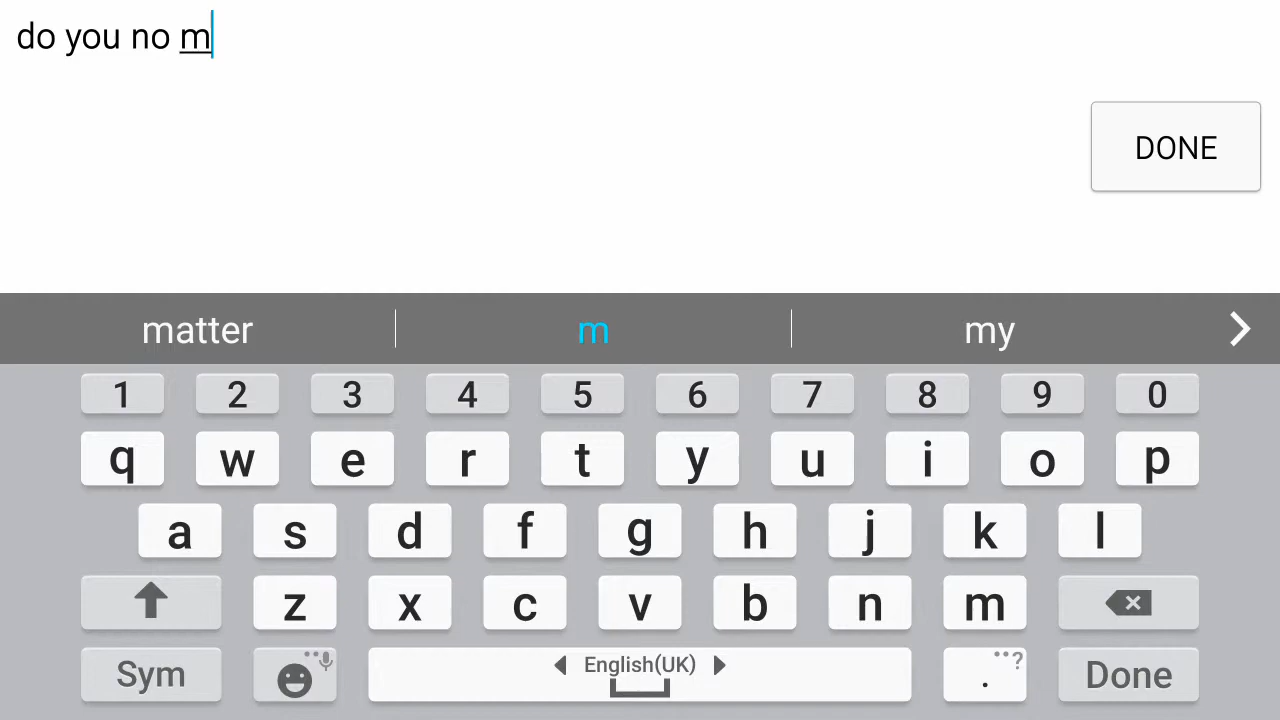 do you no m
DONE
matter m my
1 2 3 4 5 6 7 8 9 0
q w e r t y u i o p
a s d f g h j k l
z x c v b n m
Sym English(UK) . ? Done